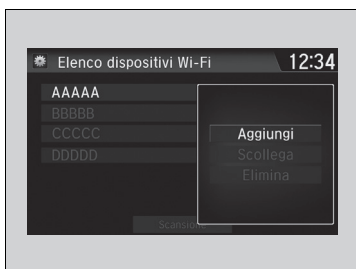 Elenco dispositivi Wi-Fi
12:34
AAAAA
BBBBB
CCCCC
DDDDD
Aggiungi
Scollega
Elimina
Scansione